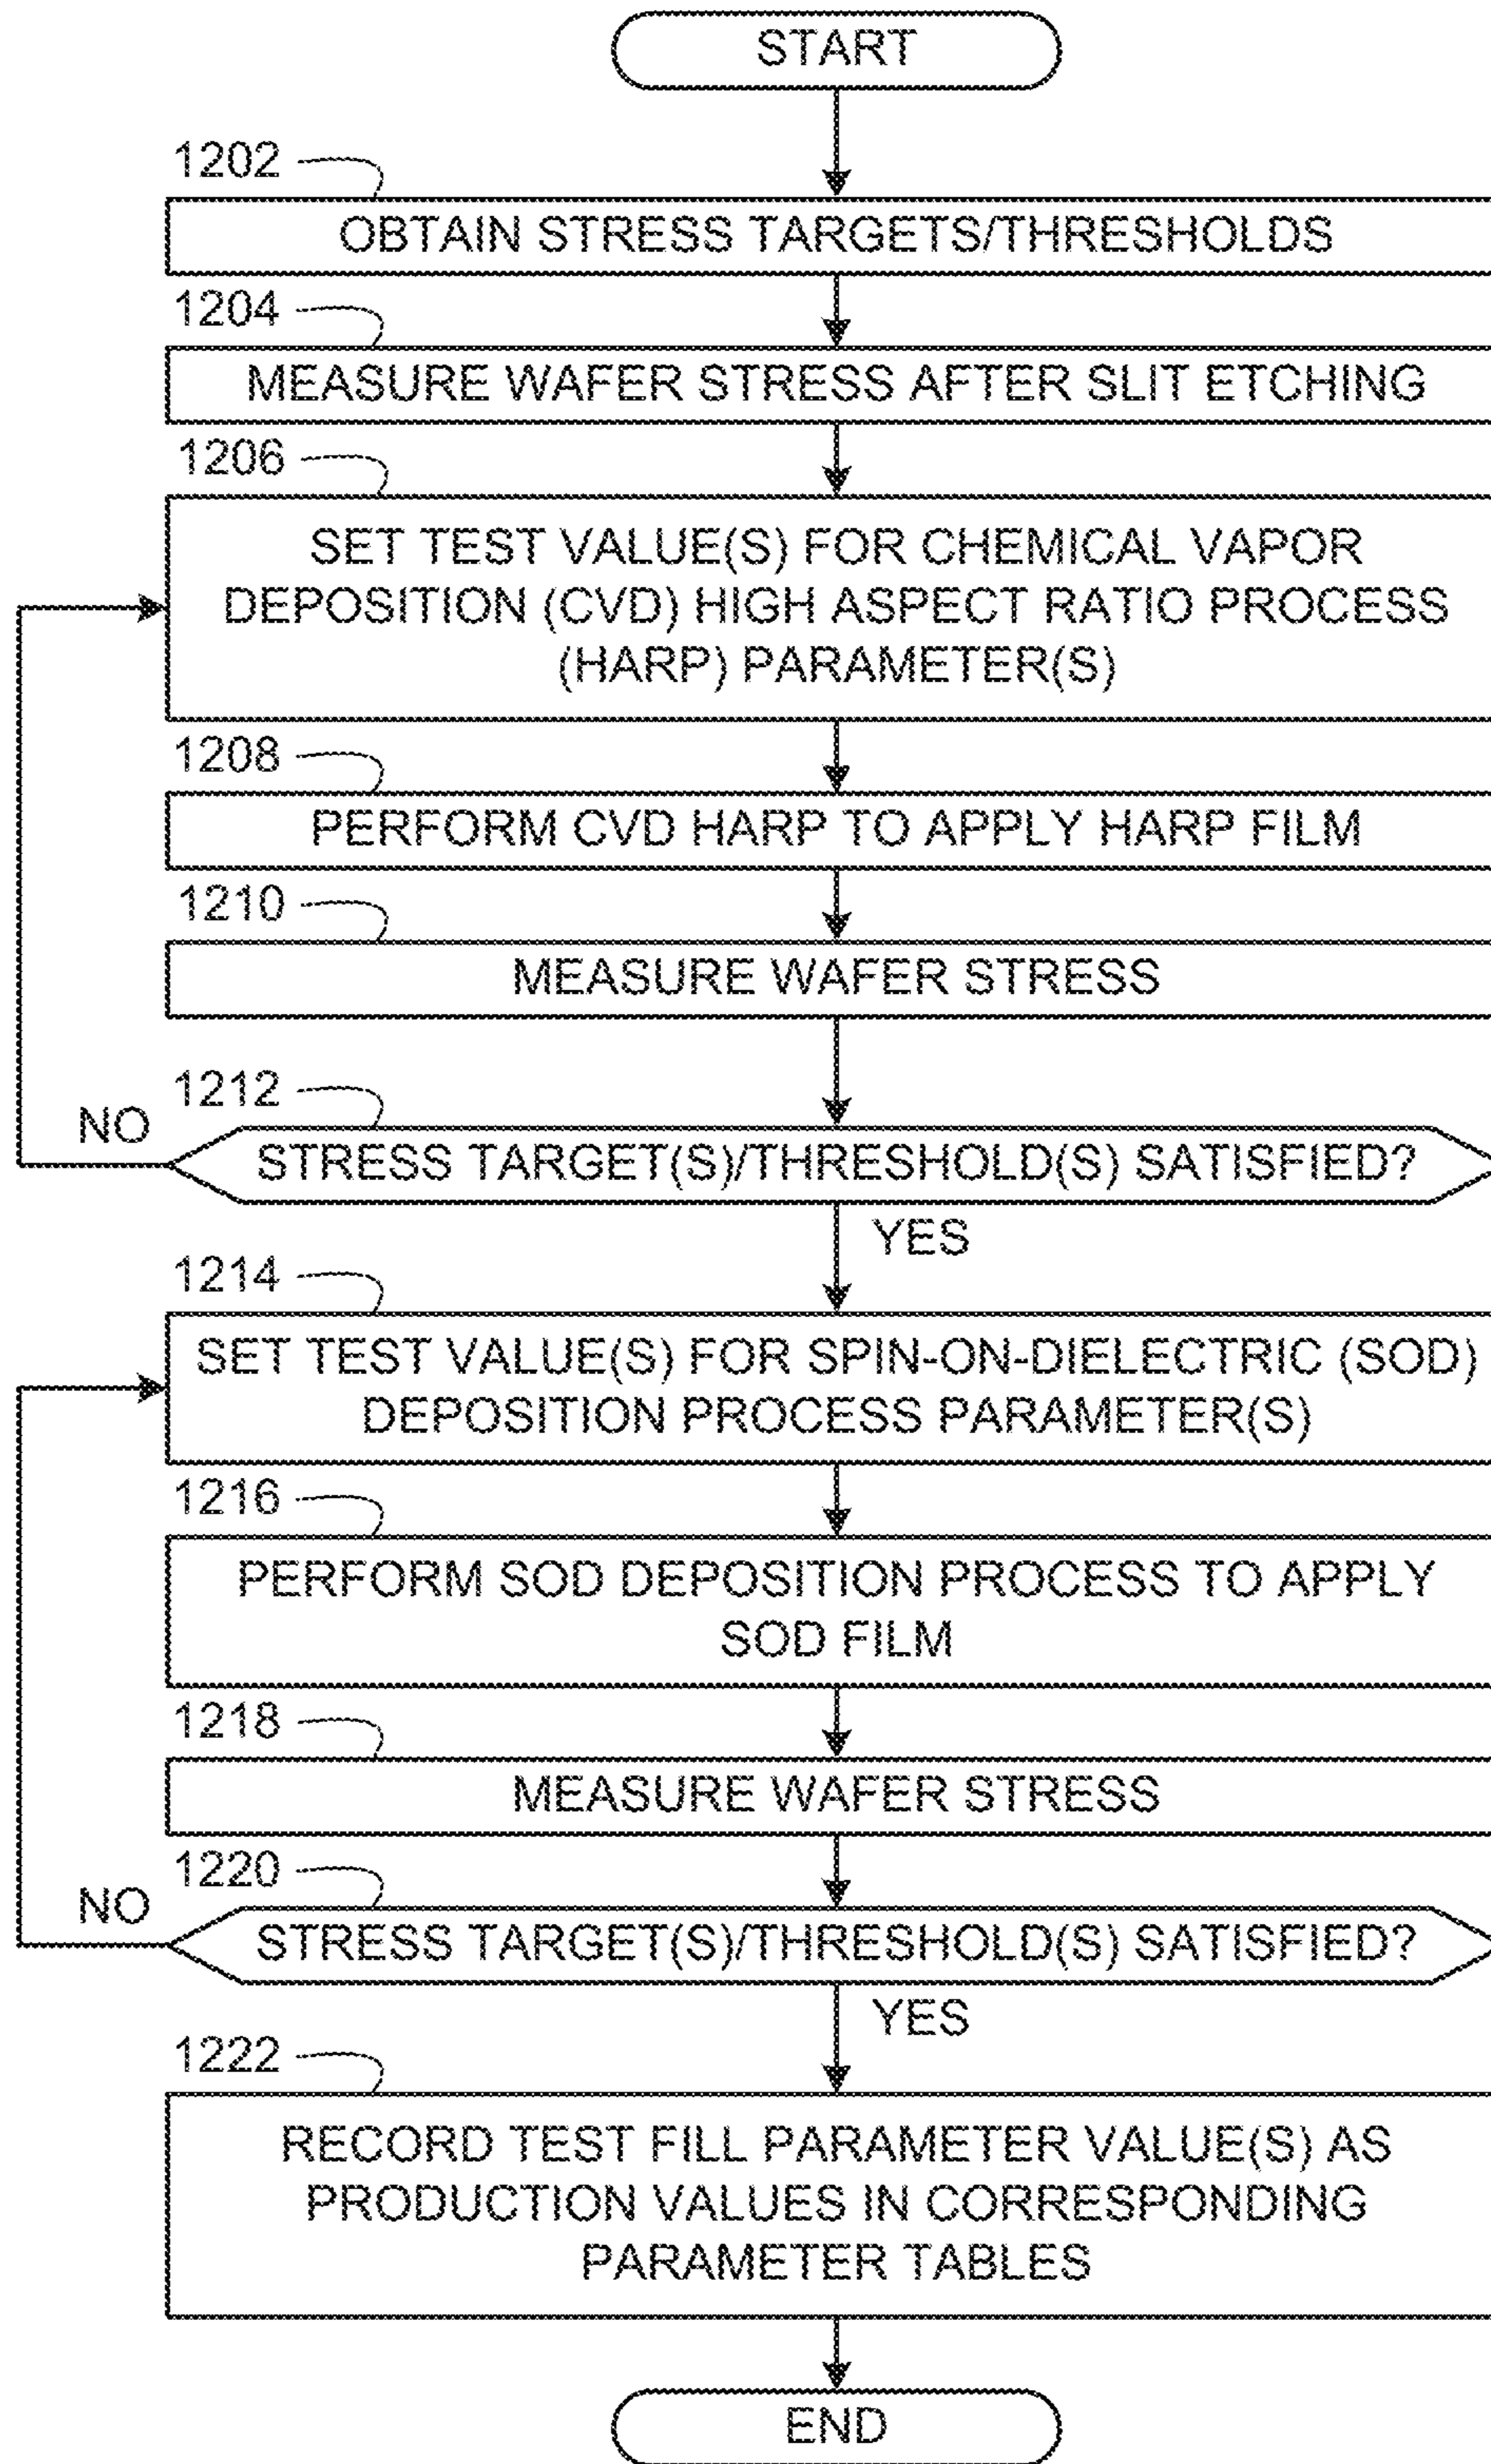 START
1202
OBTAIN STRESS TARGETS/THRESHOLDS
1204
MEASURE WAFER STRESS AFTER SLIT ETCHING
1206
SET TEST VALUE(S) FOR CHEMICAL VAPOR
DEPOSITION (CVD) HIGH ASPECT RATIO PROCESS
(HARP) PARAMETER(S)
1208
PERFORM CVD HARP TO APPLY HARP FILM
1210
MEASURE WAFER STRESS
1212
NO
STRESS TARGET(S)/THRESHOLD(S) SATISFIED?
YES
1214
SET TEST VALUE(S) FOR SPIN-ON-DIELECTRIC (SOD)
DEPOSITION PROCESS PARAMETER(S)
1216
PERFORM SOD DEPOSITION PROCESS TO APPLY
SOD FILM
1218
MEASURE WAFER STRESS
1220
NO
STRESS TARGET(S)/THRESHOLD(S) SATISFIED?
YES
1222
RECORD TEST FILL PARAMETER VALUE(S) AS
PRODUCTION VALUES IN CORRESPONDING
PARAMETER TABLES
END